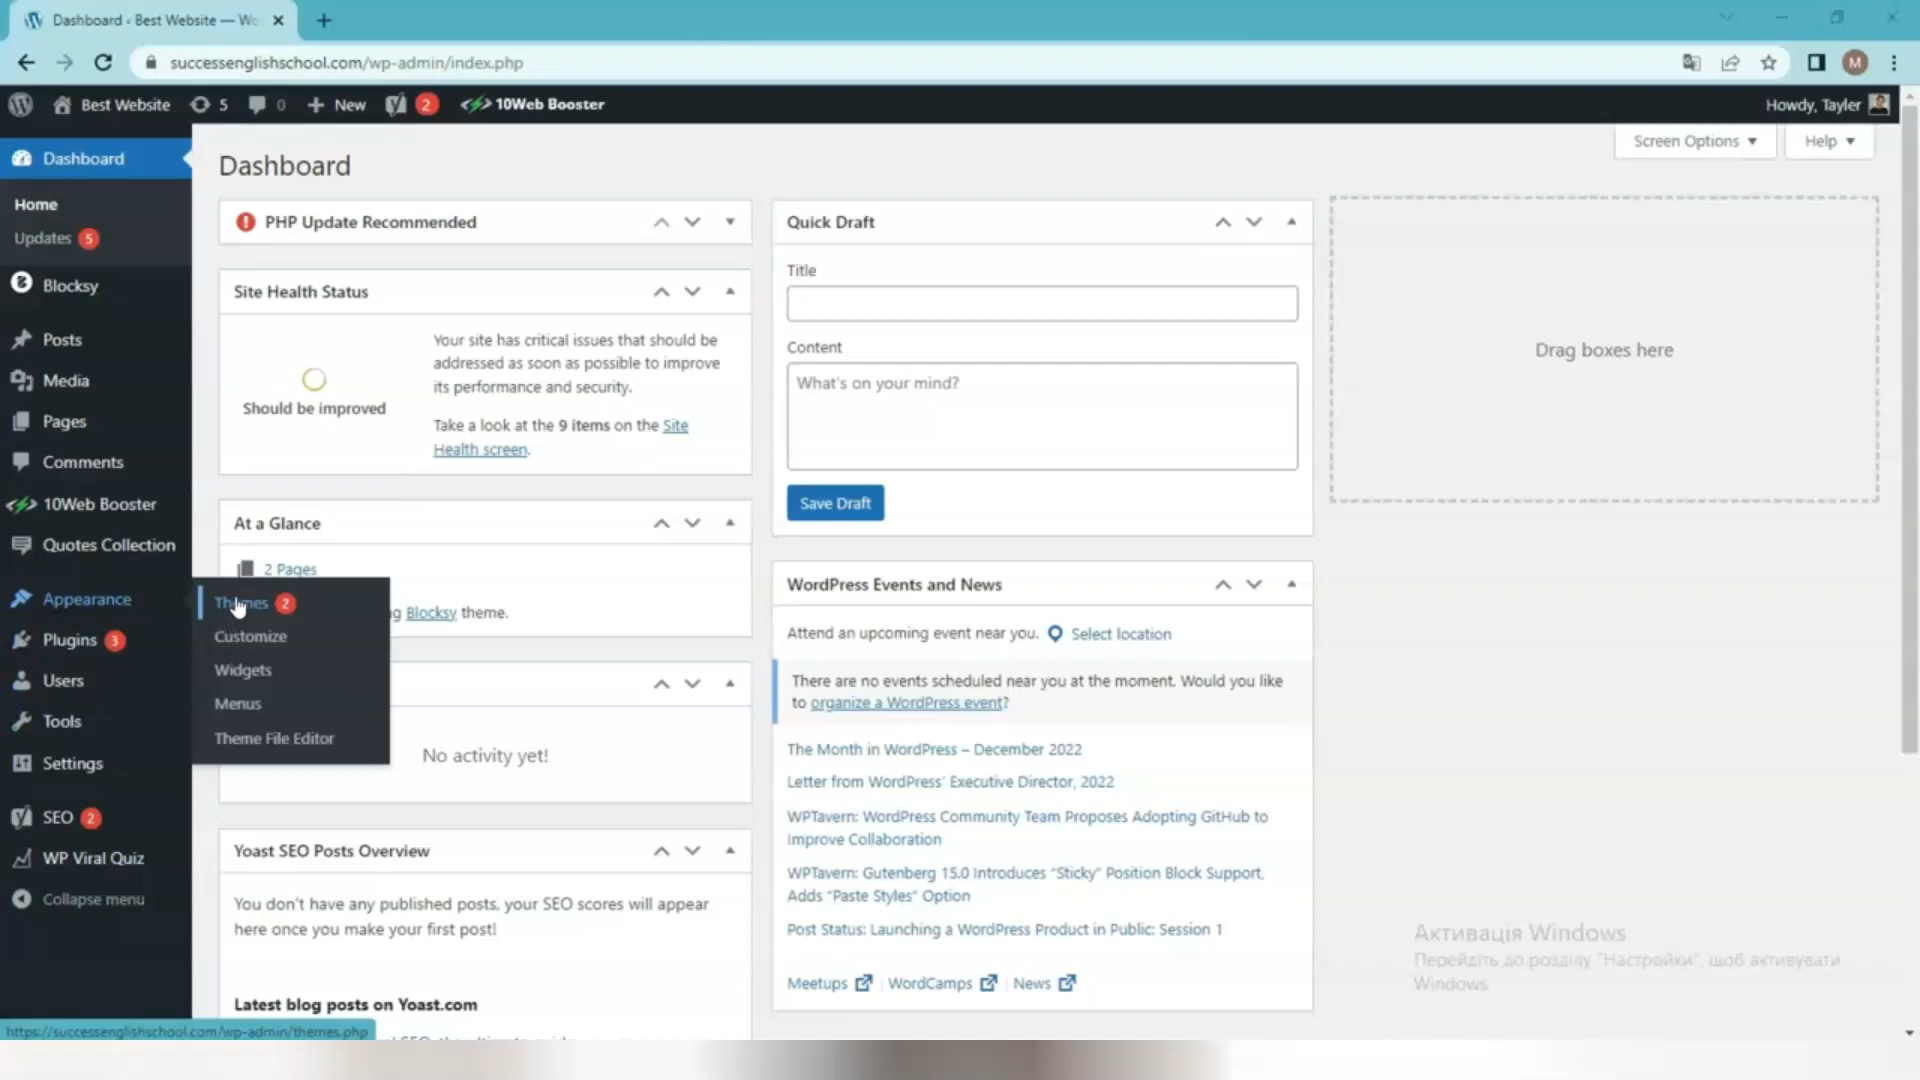 Dashboard ‹ Best Website — Wo
successenglishschool.com/wp-admin/index.php
M
Best Website 5 0 New 2 10Web Booster
Howdy, Tayler
Screen Options
Help
Dashboard
Home
Updates 5
Blocksy
Posts
Media
Pages
Comments
10Web Booster
Quotes Collection
Appearance
Plugins 3
Users
Tools
Settings
SEO 2
WP Viral Quiz
Collapse menu
Themes 2
Customize
Widgets
Menus
Theme File Editor
Dashboard
PHP Update Recommended
Site Health Status
Should be improved
Your site has critical issues that should be
addressed as soon as possible to improve
its performance and security.
Take a look at the 9 items on the Site
Health screen.
At a Glance
2 Pages
g Blocksy theme.
No activity yet!
Yoast SEO Posts Overview
You don't have any published posts, your SEO scores will appear
here once you make your first post!
Latest blog posts on Yoast.com
Quick Draft
Title
Content
What's on your mind?
Save Draft
WordPress Events and News
Attend an upcoming event near you. Select location
There are no events scheduled near you at the moment. Would you like
to organize a WordPress event?
The Month in WordPress – December 2022
Letter from WordPress' Executive Director, 2022
WPTavern: WordPress Community Team Proposes Adopting GitHub to
Improve Collaboration
WPTavern: Gutenberg 15.0 Introduces "Sticky" Position Block Support,
Adds "Paste Styles" Option
Post Status: Launching a WordPress Product in Public: Session 1
Meetups | WordCamps | News
Drag boxes here
Активація Windows
Перейдіть до розділу "Настройки", щоб активувати
Windows
https://successenglishschool.com/wp-admin/themes.php